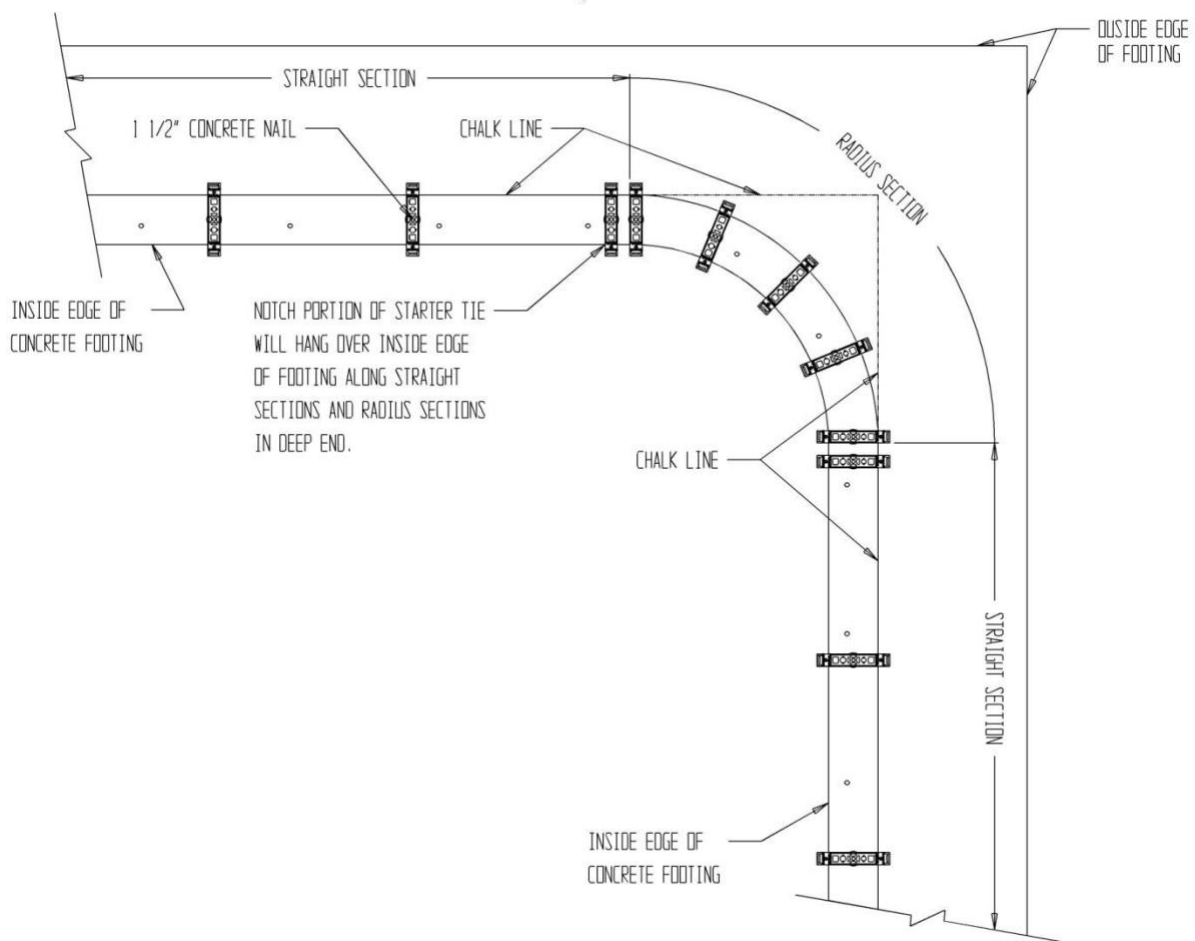 OUSIDE EDGE
OF FOOTING
STRAIGHT SECTION
1 1/2" CONCRETE NAIL
CHALK LINE
RADIUS SECTION
INSIDE EDGE OF
CONCRETE FOOTING
NOTCH PORTION OF STARTER TIE
WILL HANG OVER INSIDE EDGE
OF FOOTING ALONG STRAIGHT
SECTIONS AND RADIUS SECTIONS
IN DEEP END.
CHALK LINE
STRAIGHT SECTION
INSIDE EDGE OF
CONCRETE FOOTING